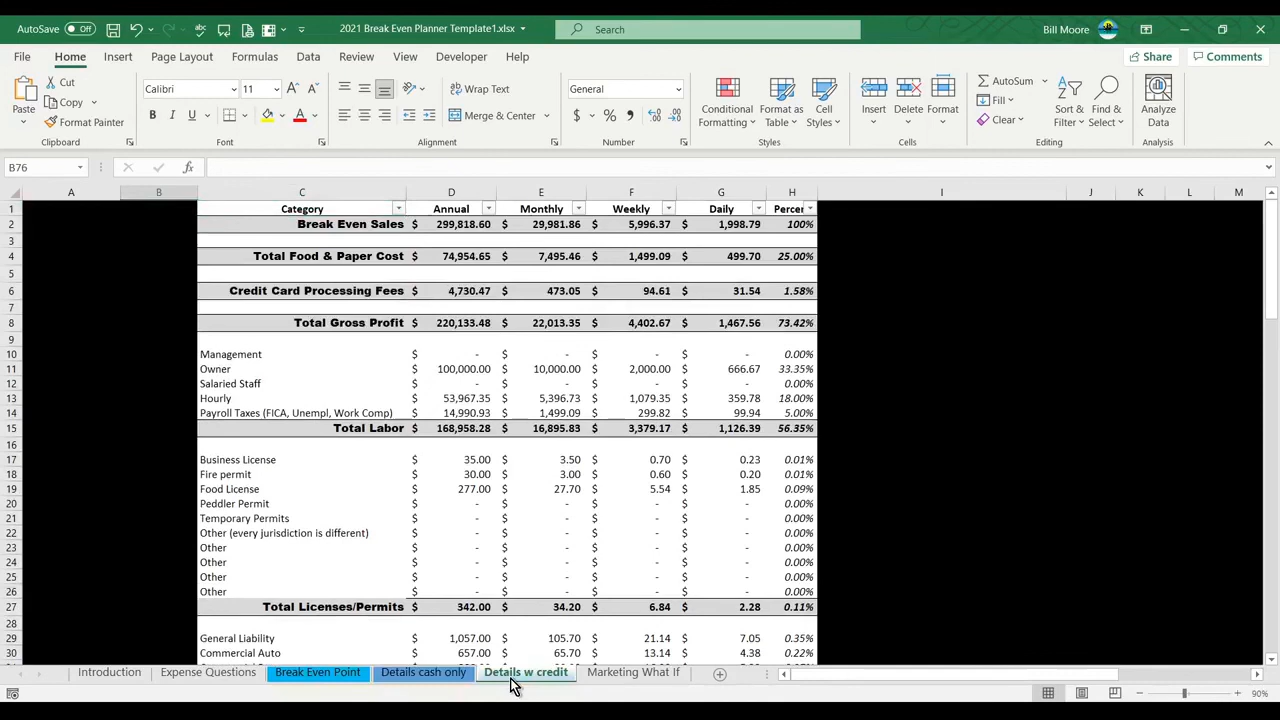 AutoSave Off 2021 Break Even Planner Template1.xlsx Search Bill Moore
File Home Insert Page Layout Formulas Data Review View Developer Help Share Comments
Paste Cut Copy Format Painter Clipboard
Calibri 11 B I U A Font
Wrap Text Merge & Center Alignment
General $ % Number
Conditional Formatting Format as Table Cell Styles Styles
Insert Delete Format Cells
AutoSum Fill Clear Sort & Filter Find & Select Editing
Analyze Data Analysis
B76 fx
A B C D E F G H I J K L M
1 Category Annual Monthly Weekly Daily Percer
2 Break Even Sales $ 299,818.60 $ 29,981.86 $ 5,996.37 $ 1,998.79 100%
3
4 Total Food & Paper Cost $ 74,954.65 $ 7,495.46 $ 1,499.09 $ 499.70 25.00%
5
6 Credit Card Processing Fees $ 4,730.47 $ 473.05 $ 94.61 $ 31.54 1.58%
7
8 Total Gross Profit $ 220,133.48 $ 22,013.35 $ 4,402.67 $ 1,467.56 73.42%
9
10 Management $ - $ - $ - $ - 0.00%
11 Owner $ 100,000.00 $ 10,000.00 $ 2,000.00 $ 666.67 33.35%
12 Salaried Staff $ - $ - $ - $ - 0.00%
13 Hourly $ 53,967.35 $ 5,396.73 $ 1,079.35 $ 359.78 18.00%
14 Payroll Taxes (FICA, Unempl, Work Comp) $ 14,990.93 $ 1,499.09 $ 299.82 $ 99.94 5.00%
15 Total Labor $ 168,958.28 $ 16,895.83 $ 3,379.17 $ 1,126.39 56.35%
16
17 Business License $ 35.00 $ 3.50 $ 0.70 $ 0.23 0.01%
18 Fire permit $ 30.00 $ 3.00 $ 0.60 $ 0.20 0.01%
19 Food License $ 277.00 $ 27.70 $ 5.54 $ 1.85 0.09%
20 Peddler Permit $ - $ - $ - $ - 0.00%
21 Temporary Permits $ - $ - $ - $ - 0.00%
22 Other (every jurisdiction is different) $ - $ - $ - $ - 0.00%
23 Other $ - $ - $ - $ - 0.00%
24 Other $ - $ - $ - $ - 0.00%
25 Other $ - $ - $ - $ - 0.00%
26 Other $ - $ - $ - $ - 0.00%
27 Total Licenses/Permits $ 342.00 $ 34.20 $ 6.84 $ 2.28 0.11%
28
29 General Liability $ 1,057.00 $ 105.70 $ 21.14 $ 7.05 0.35%
30 Commercial Auto $ 657.00 $ 65.70 $ 13.14 $ 4.38 0.22%
Introduction Expense Questions Break Even Point Details cash only Details w credit Marketing What If
90%